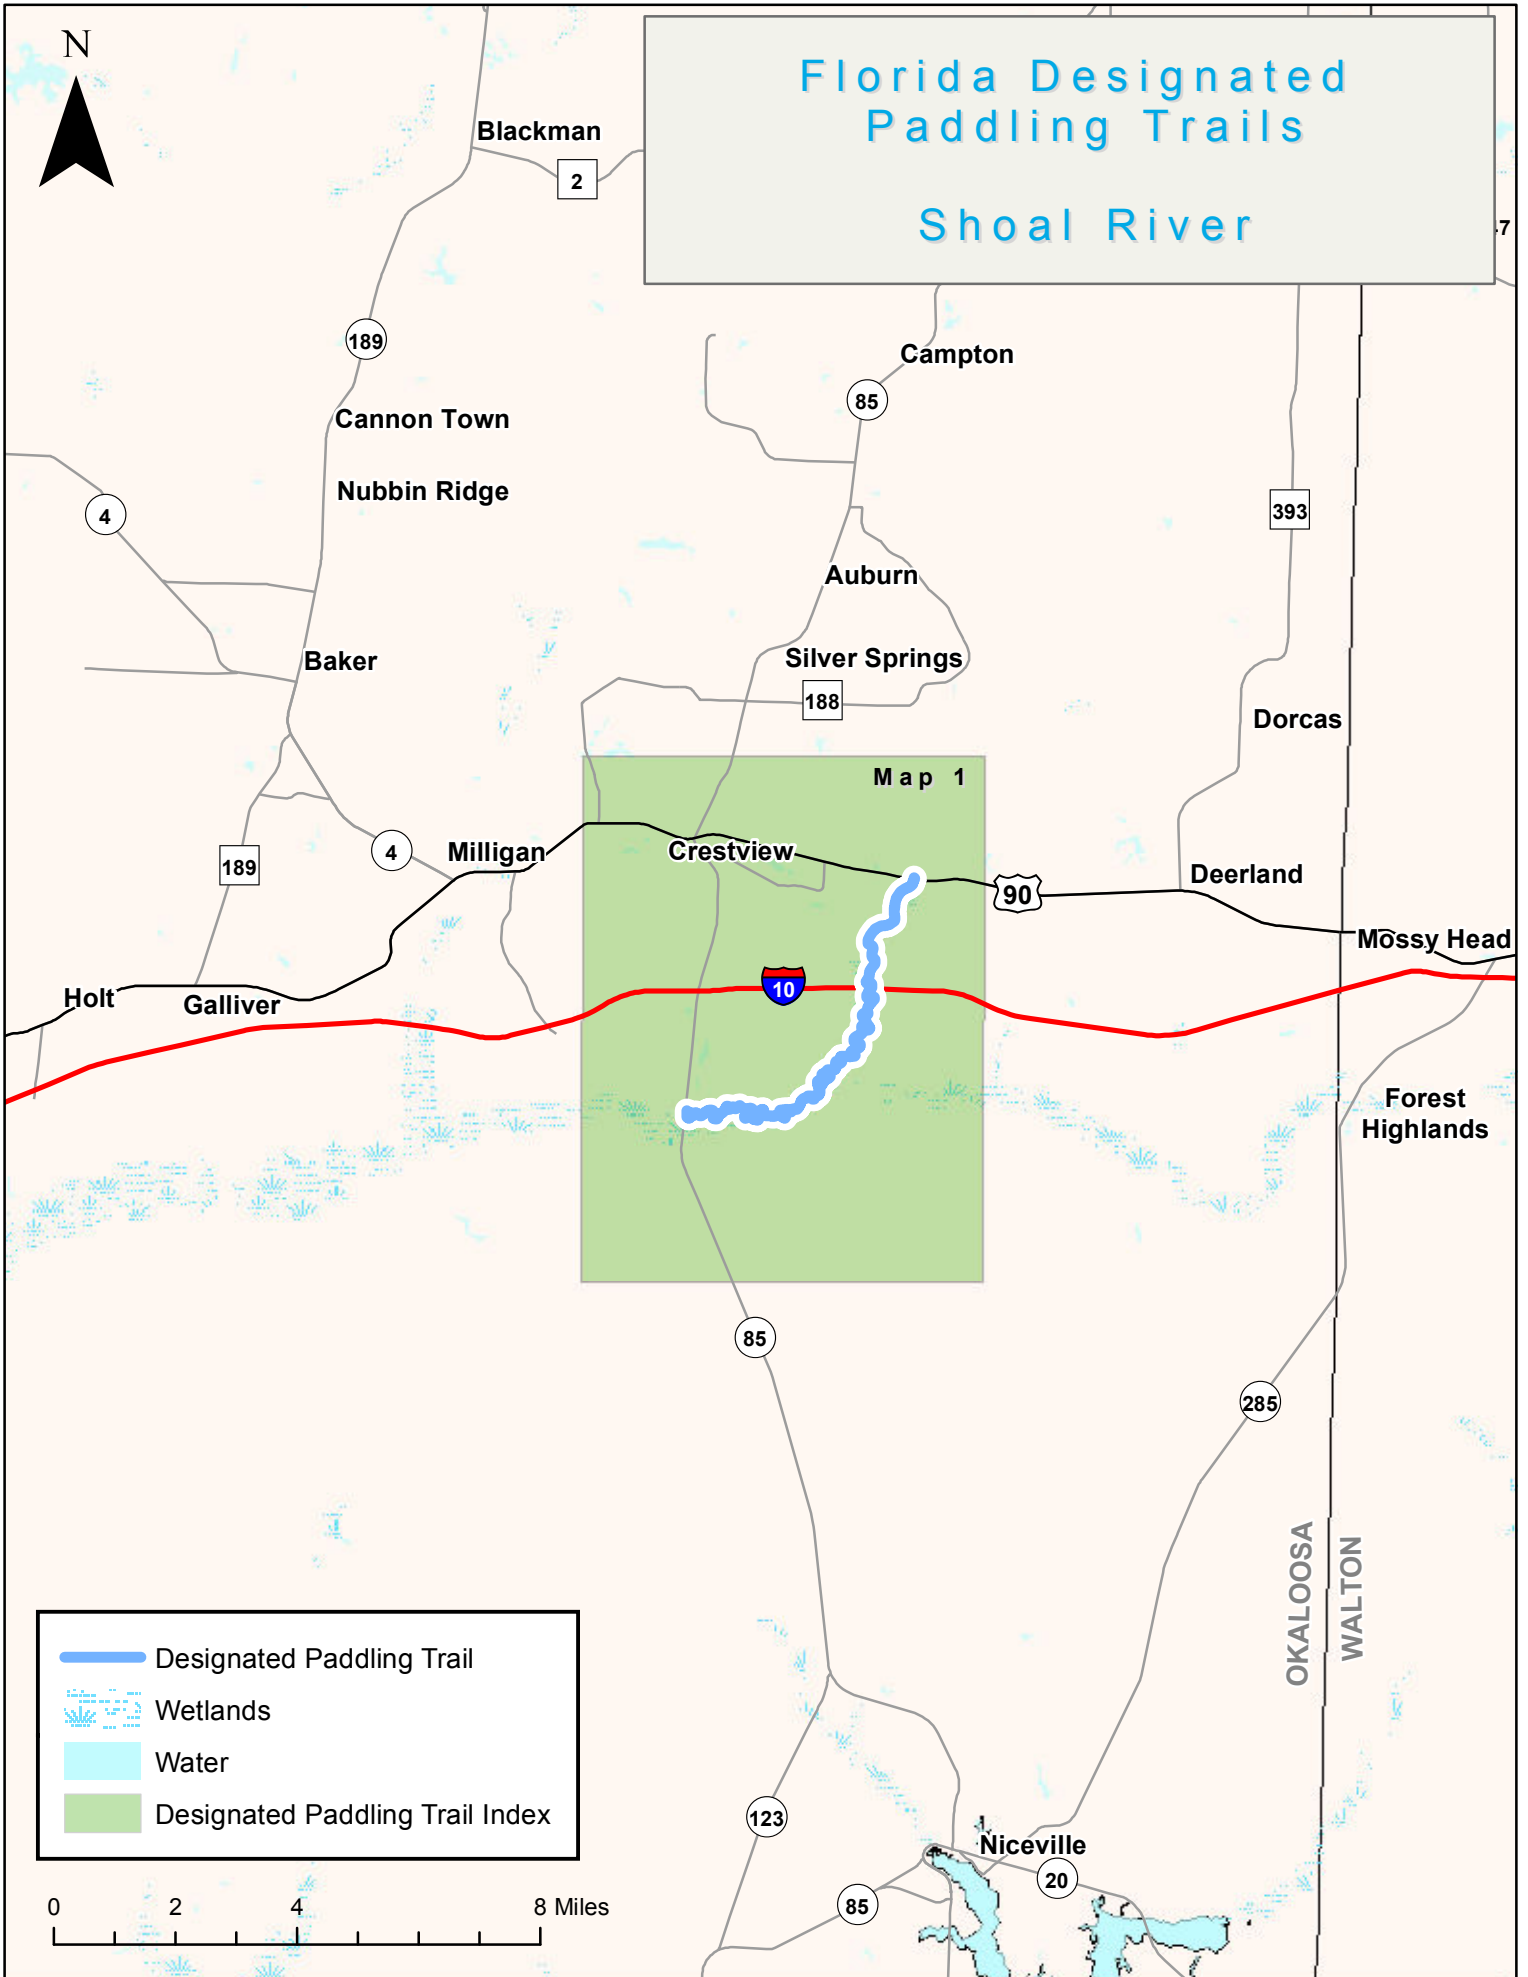 N
Florida Designated
Paddling Trails
Shoal River
Blackman
2
47
189
Campton
85
Cannon Town
Nubbin Ridge
4
393
Auburn
Baker
Silver Springs
188
Dorcas
Map 1
189
4
Milligan
Crestview
90
Deerland
Mossy Head
Holt
Galliver
10
Forest
Highlands
85
285
OKALOOSA
WALTON
Designated Paddling Trail
Wetlands
Water
Designated Paddling Trail Index
123
Niceville
20
85
0 2 4 8 Miles